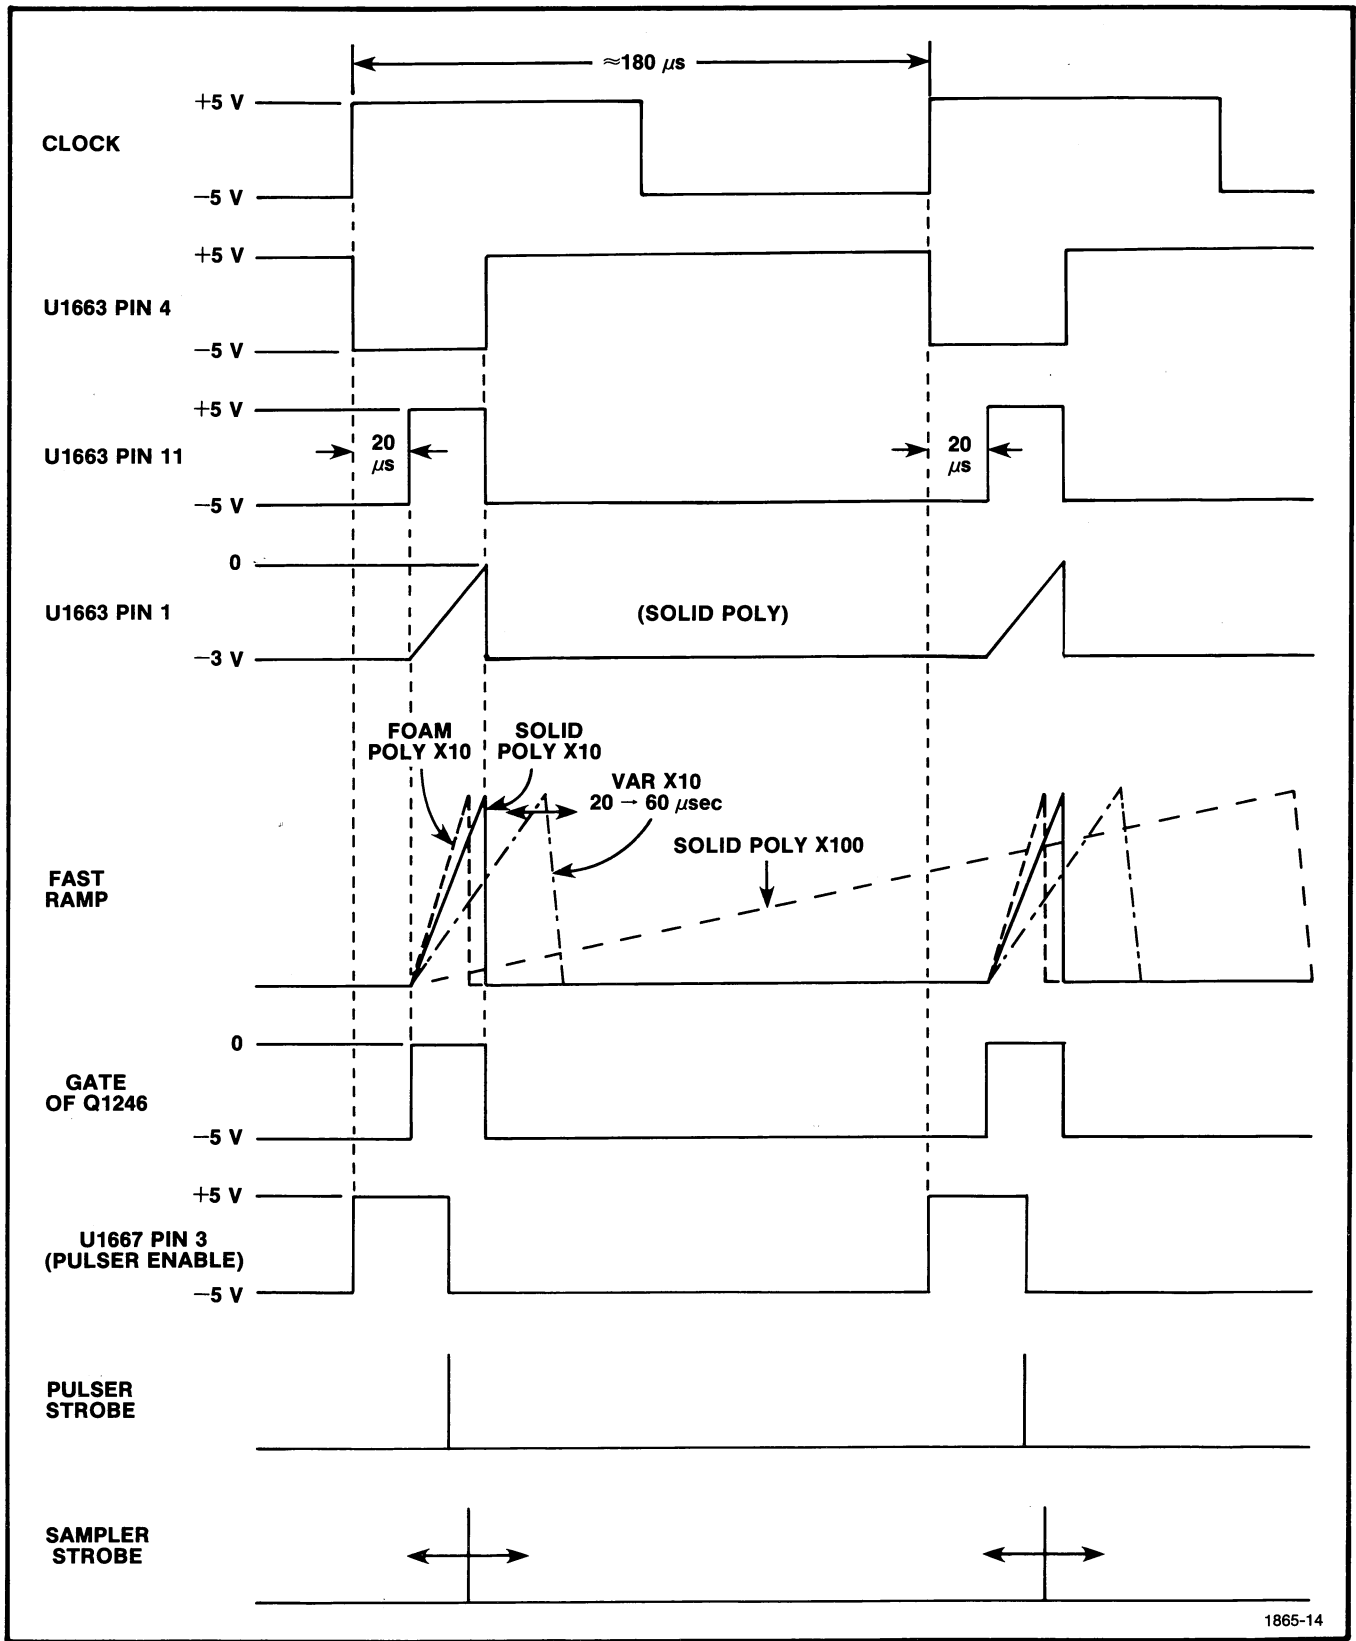 ≈180 μs
+5 V
CLOCK
−5 V
+5 V
U1663 PIN 4
−5 V
+5 V
U1663 PIN 11
20
μs
20
μs
−5 V
0
U1663 PIN 1
(SOLID POLY)
−3 V
FOAM
POLY X10
SOLID
POLY X10
VAR X10
20 → 60 μsec
SOLID POLY X100
FAST
RAMP
0
GATE
OF Q1246
−5 V
+5 V
U1667 PIN 3
(PULSER ENABLE)
−5 V
PULSER
STROBE
SAMPLER
STROBE
1865-14